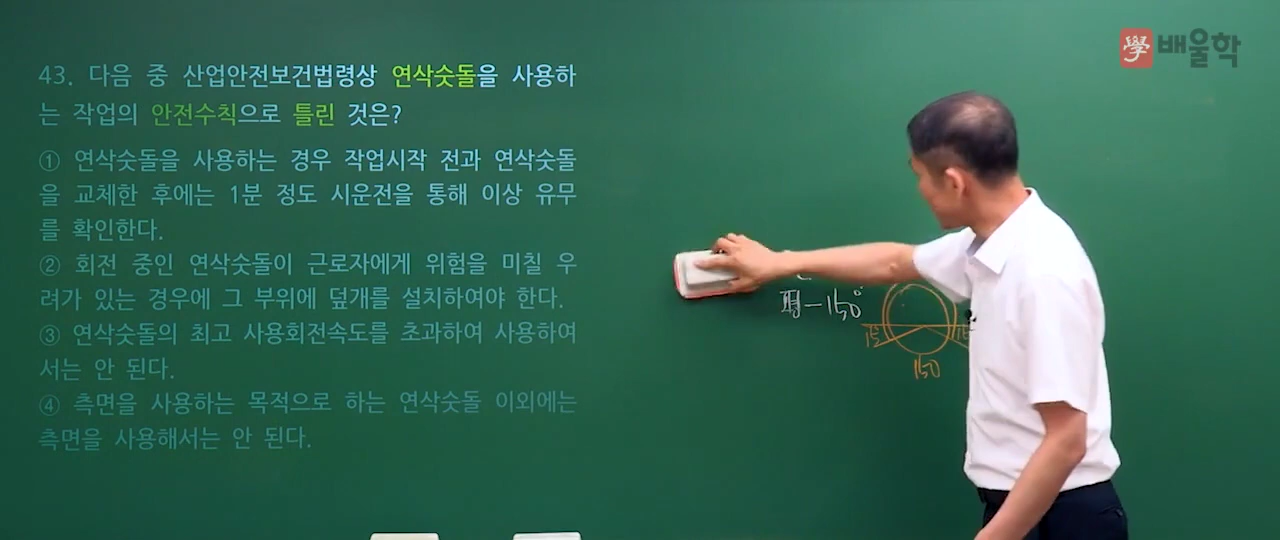 學 배울학
43. 다음 중 산업안전보건법령상 연삭숫돌을 사용하
는 작업의 안전수칙으로 틀린 것은?
① 연삭숫돌을 사용하는 경우 작업시작 전과 연삭숫돌
을 교체한 후에는 1분 정도 시운전을 통해 이상 유무
를 확인한다.
② 회전 중인 연삭숫돌이 근로자에게 위험을 미칠 우
려가 있는 경우에 그 부위에 덮개를 설치하여야 한다.
③ 연삭숫돌의 최고 사용회전속도를 초과하여 사용하여
서는 안 된다.
④ 측면을 사용하는 목적으로 하는 연삭숫돌 이외에는
측면을 사용해서는 안 된다.
평-150°
15
150